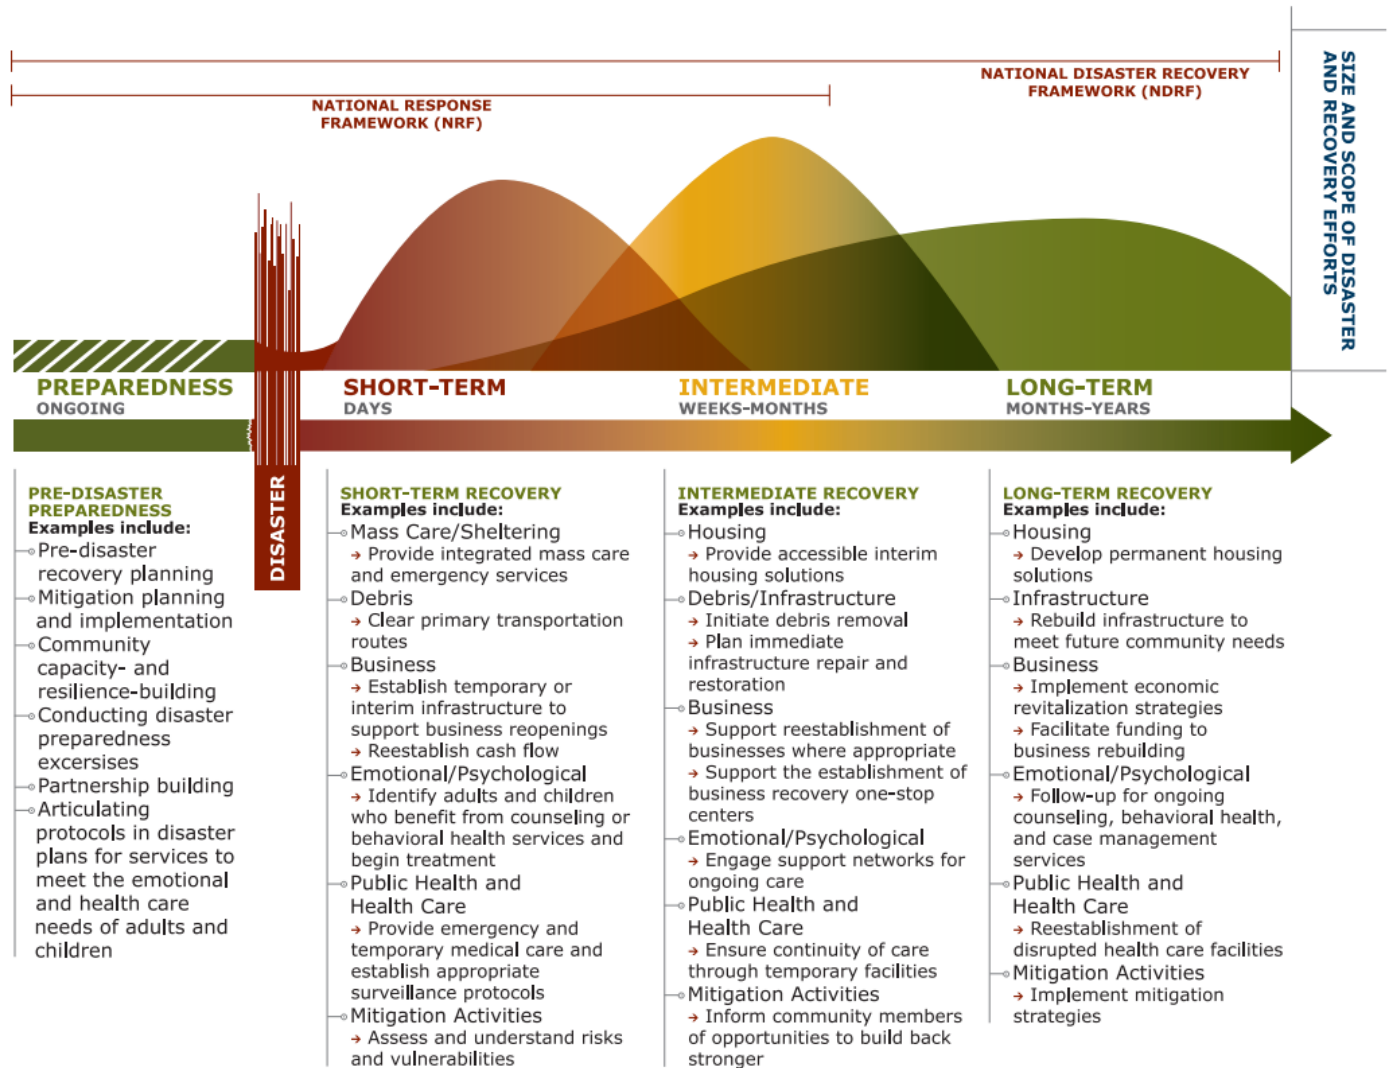 NATIONAL DISASTER RECOVERY
FRAMEWORK (NDRF)
NATIONAL RESPONSE
FRAMEWORK (NRF)
SIZE AND SCOPE OF DISASTER
AND RECOVERY EFFORTS
PREPAREDNESS
ONGOING
SHORT-TERM
DAYS
INTERMEDIATE
WEEKS-MONTHS
LONG-TERM
MONTHS-YEARS
PRE-DISASTER
PREPAREDNESS
Examples include:
Pre-disaster
recovery planning
Mitigation planning
and implementation
Community
capacity- and
resilience-building
Conducting disaster
preparedness
excersises
Partnership building
Articulating
protocols in disaster
plans for services to
meet the emotional
and health care
needs of adults and
children
DISASTER
SHORT-TERM RECOVERY
Examples include:
Mass Care/Sheltering
→ Provide integrated mass care
and emergency services
Debris
→ Clear primary transportation
routes
Business
→ Establish temporary or
interim infrastructure to
support business reopenings
→ Reestablish cash flow
Emotional/Psychological
→ Identify adults and children
who benefit from counseling or
behavioral health services and
begin treatment
Public Health and
Health Care
→ Provide emergency and
temporary medical care and
establish appropriate
surveillance protocols
Mitigation Activities
→ Assess and understand risks
and vulnerabilities
INTERMEDIATE RECOVERY
Examples include:
Housing
→ Provide accessible interim
housing solutions
Debris/Infrastructure
→ Initiate debris removal
→ Plan immediate
infrastructure repair and
restoration
Business
→ Support reestablishment of
businesses where appropriate
→ Support the establishment of
business recovery one-stop
centers
Emotional/Psychological
→ Engage support networks for
ongoing care
Public Health and
Health Care
→ Ensure continuity of care
through temporary facilities
Mitigation Activities
→ Inform community members
of opportunities to build back
stronger
LONG-TERM RECOVERY
Examples include:
Housing
→ Develop permanent housing
solutions
Infrastructure
→ Rebuild infrastructure to
meet future community needs
Business
→ Implement economic
revitalization strategies
→ Facilitate funding to
business rebuilding
Emotional/Psychological
→ Follow-up for ongoing
counseling, behavioral health,
and case management
services
Public Health and
Health Care
→ Reestablishment of
disrupted health care facilities
Mitigation Activities
→ Implement mitigation
strategies